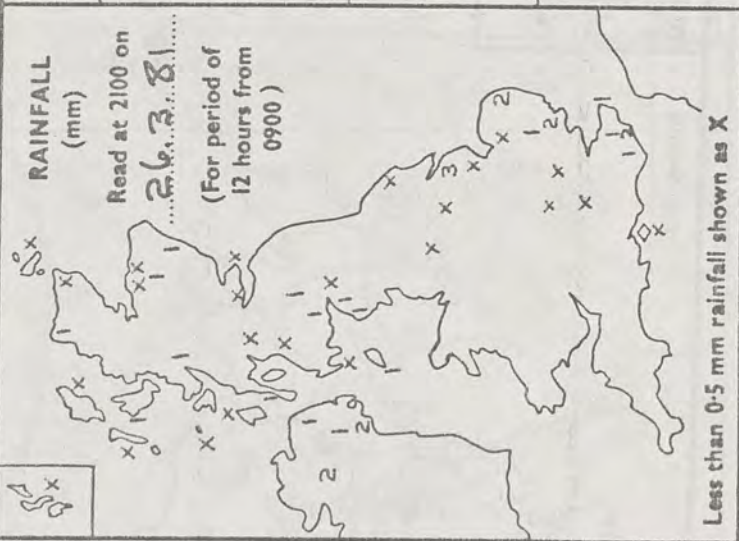 RAINFALL
(mm)
Read at 2100 on
26.3.81
(For period of
12 hours from
0900 )
Less than 0·5 mm rainfall shown as X